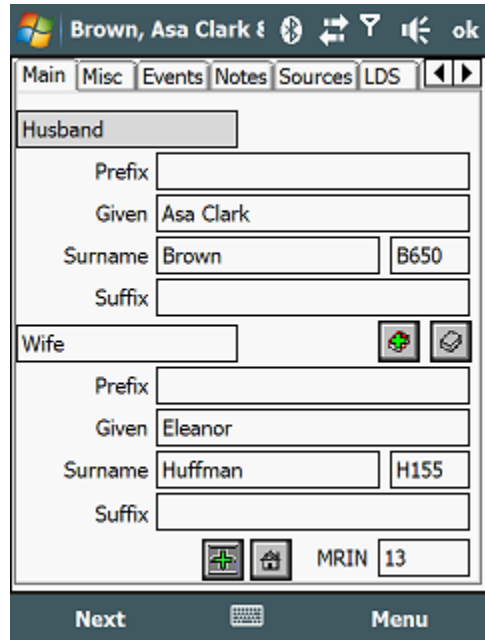 Brown, Asa Clark & ok
Main Misc Events Notes Sources LDS
Husband
Prefix
Given Asa Clark
Surname Brown B650
Suffix
Wife
Prefix
Given Eleanor
Surname Huffman H155
Suffix
MRIN 13
Next Menu